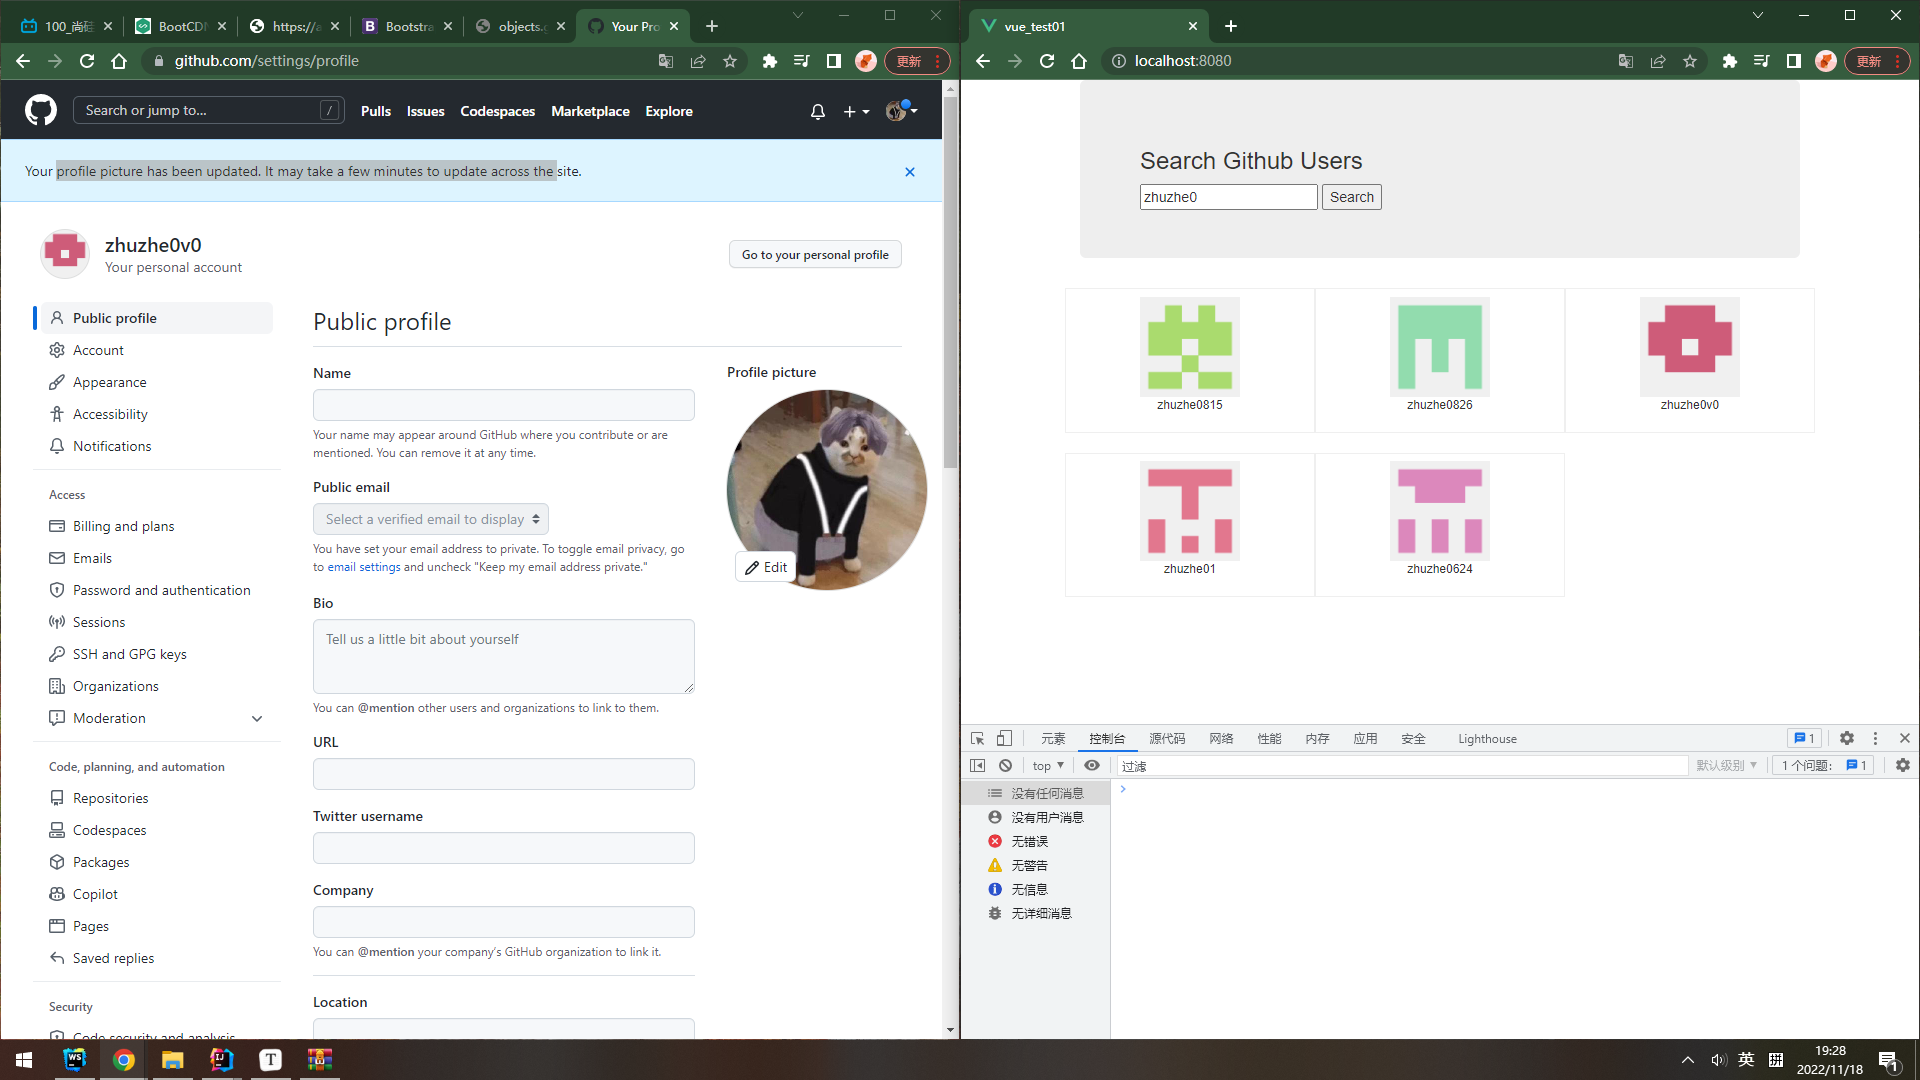 100_尚硅
BootCD
https://a
Bootstra
objects.g
Your Pro
github.com/settings/profile
更新
Search or jump to...
/
Pulls
Issues
Codespaces
Marketplace
Explore
Your profile picture has been updated. It may take a few minutes to update across the site.
zhuzhe0v0
Your personal account
Go to your personal profile
Public profile
Account
Appearance
Accessibility
Notifications
Access
Billing and plans
Emails
Password and authentication
Sessions
SSH and GPG keys
Organizations
Moderation
Code, planning, and automation
Repositories
Codespaces
Packages
Copilot
Pages
Saved replies
Security
Code security and analysis
Public profile
Name
Your name may appear around GitHub where you contribute or are
mentioned. You can remove it at any time.
Public email
Select a verified email to display
You have set your email address to private. To toggle email privacy, go
to email settings and uncheck "Keep my email address private."
Bio
Tell us a little bit about yourself
You can @mention other users and organizations to link to them.
URL
Twitter username
Company
You can @mention your company's GitHub organization to link it.
Location
Profile picture
Edit
vue_test01
localhost:8080
更新
Search Github Users
zhuzhe0
Search
zhuzhe0815
zhuzhe0826
zhuzhe0v0
zhuzhe01
zhuzhe0624
元素
控制台
源代码
网络
性能
内存
应用
安全
Lighthouse
1
top
过滤
默认级别
1 个问题:
1
没有任何消息
没有用户消息
无错误
无警告
无信息
无详细消息
WS
IJ
T
英
拼
19:28
2022/11/18
1